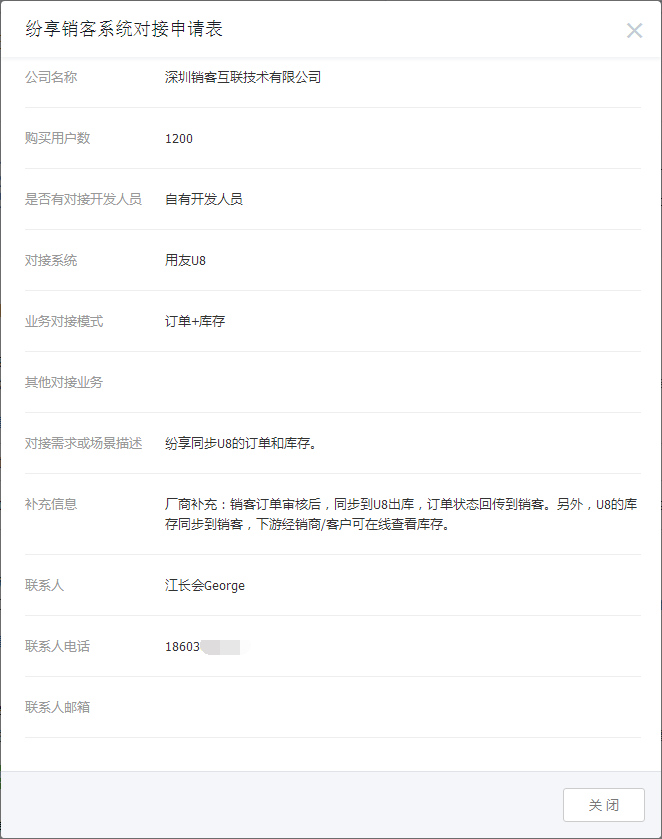 纷享销客系统对接申请表
公司名称 深圳销客互联技术有限公司
购买用户数 1200
是否有对接开发人员 自有开发人员
对接系统 用友U8
业务对接模式 订单+库存
其他对接业务
对接需求或场景描述 纷享同步U8的订单和库存。
补充信息 厂商补充：销客订单审核后，同步到U8出库，订单状态回传到销客。另外，U8的库
存同步到销客，下游经销商/客户可在线查看库存。
联系人 江长会George
联系人电话 18603
联系人邮箱
关 闭